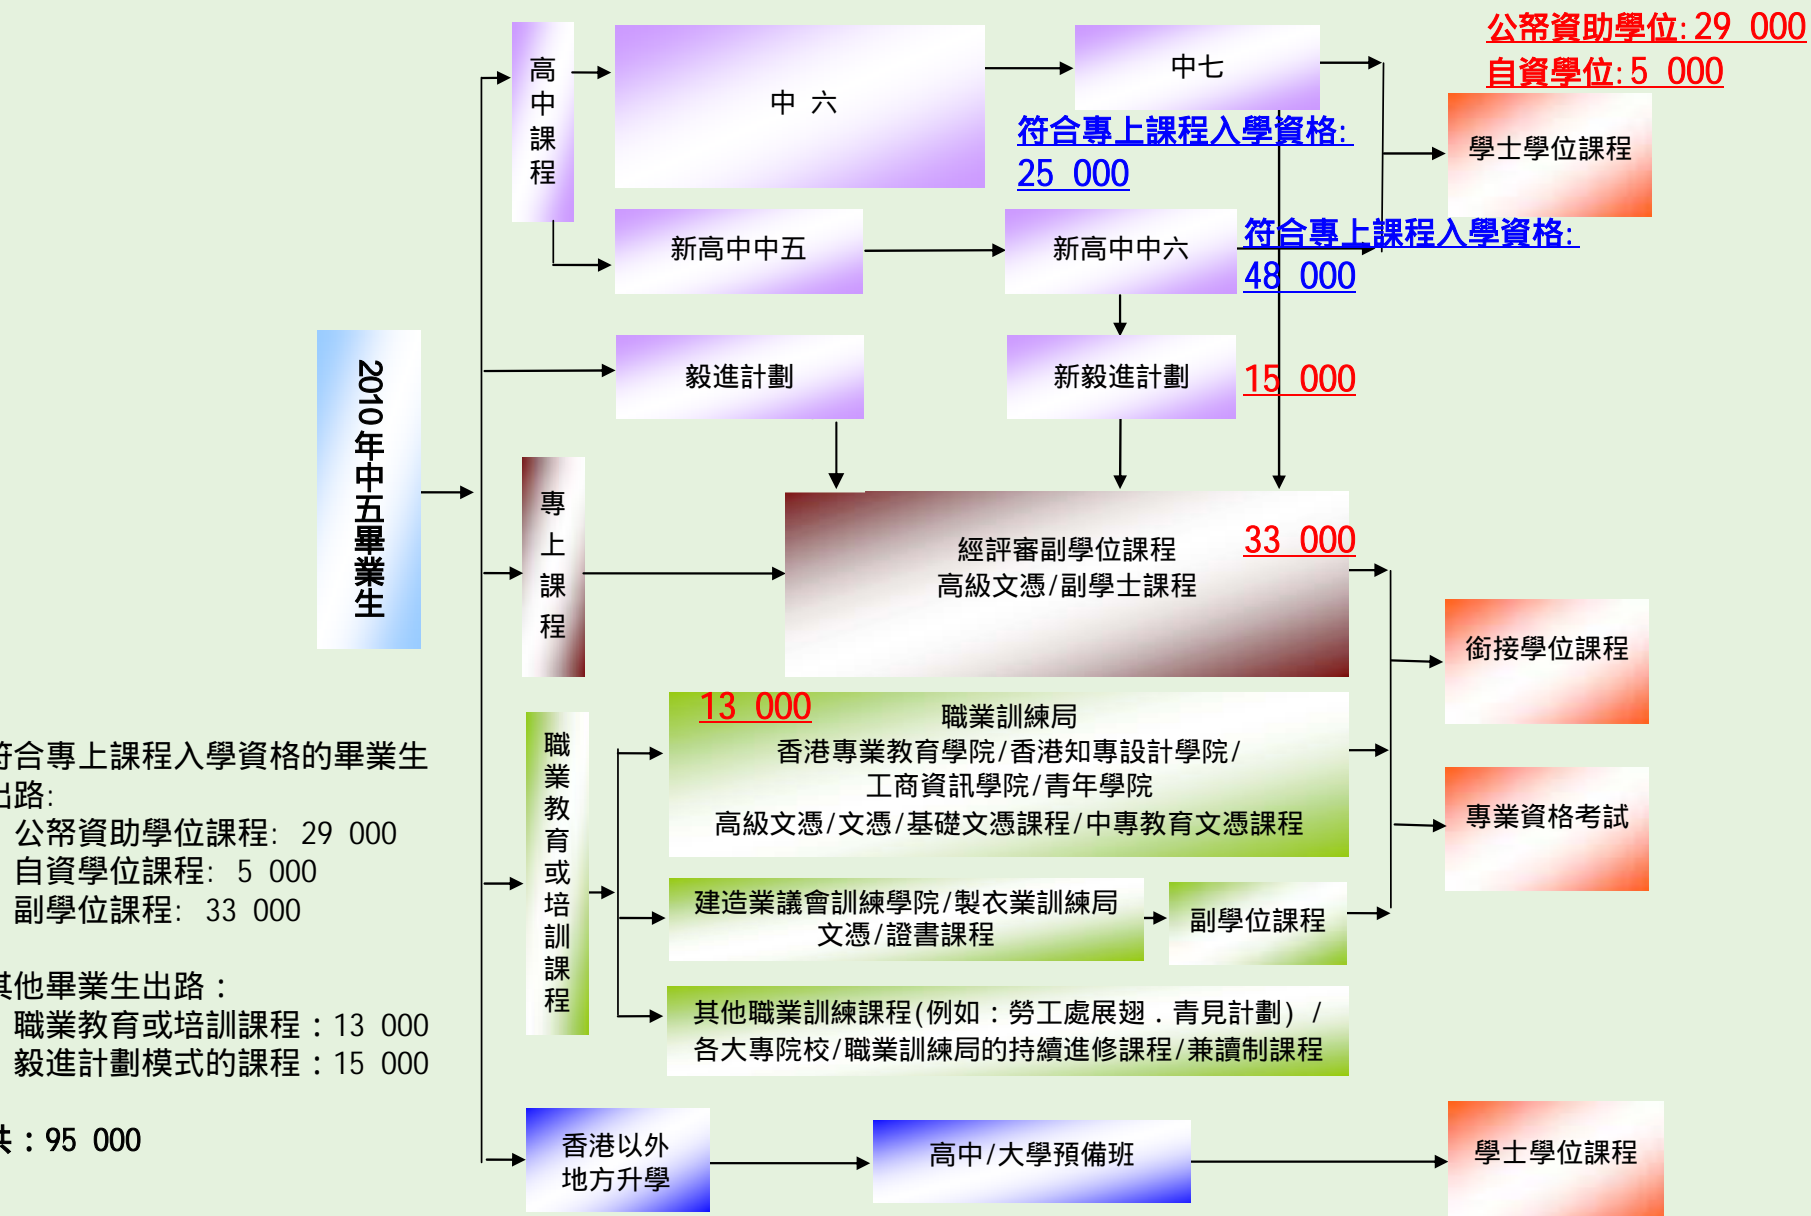 公帑資助學位:29 000
自資學位:5 000
高中課程
中 六
中七
符合專上課程入學資格:
25 000
學士學位課程
新高中中五
新高中中六
符合專上課程入學資格:
48 000
2010年中五畢業生
毅進計劃
新毅進計劃
15 000
專上課程
經評審副學位課程
高級文憑/副學士課程
33 000
銜接學位課程
職業教育或培訓課程
13 000
職業訓練局
香港專業教育學院/香港知專設計學院/
工商資訊學院/青年學院
高級文憑/文憑/基礎文憑課程/中專教育文憑課程
專業資格考試
建造業議會訓練學院/製衣業訓練局
文憑/證書課程
副學位課程
其他職業訓練課程(例如：勞工處展翅．青見計劃) /
各大專院校/職業訓練局的持續進修課程/兼讀制課程
香港以外
地方升學
高中/大學預備班
學士學位課程
符合專上課程入學資格的畢業生
出路:
公帑資助學位課程: 29 000
自資學位課程: 5 000
副學位課程: 33 000
其他畢業生出路：
職業教育或培訓課程：13 000
毅進計劃模式的課程：15 000
共：95 000